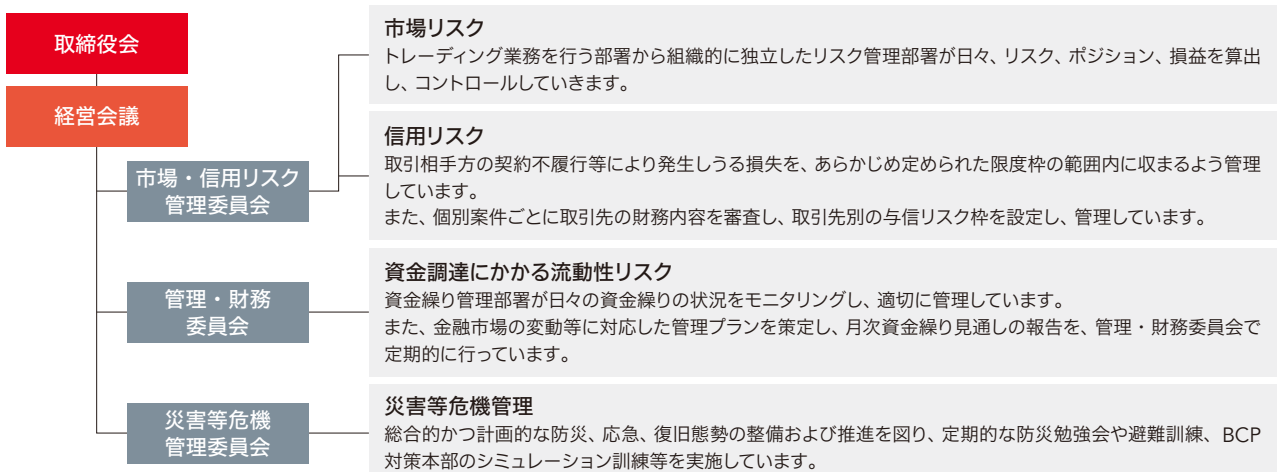 取締役会
経営会議
市場・信用リスク
管理委員会
市場リスク
トレーディング業務を行う部署から組織的に独立したリスク管理部署が日々、リスク、ポジション、損益を算出
し、コントロールしていきます。
信用リスク
取引相手方の契約不履行等により発生しうる損失を、あらかじめ定められた限度枠の範囲内に収まるよう管理
しています。
また、個別案件ごとに取引先の財務内容を審査し、取引先別の与信リスク枠を設定し、管理しています。
管理・財務
委員会
資金調達にかかる流動性リスク
資金繰り管理部署が日々の資金繰りの状況をモニタリングし、適切に管理しています。
また、金融市場の変動等に対応した管理プランを策定し、月次資金繰り見通しの報告を、管理・財務委員会で
定期的に行っています。
災害等危機
管理委員会
災害等危機管理
総合的かつ計画的な防災、応急、復旧態勢の整備および推進を図り、定期的な防災勉強会や避難訓練、BCP
対策本部のシミュレーション訓練等を実施しています。